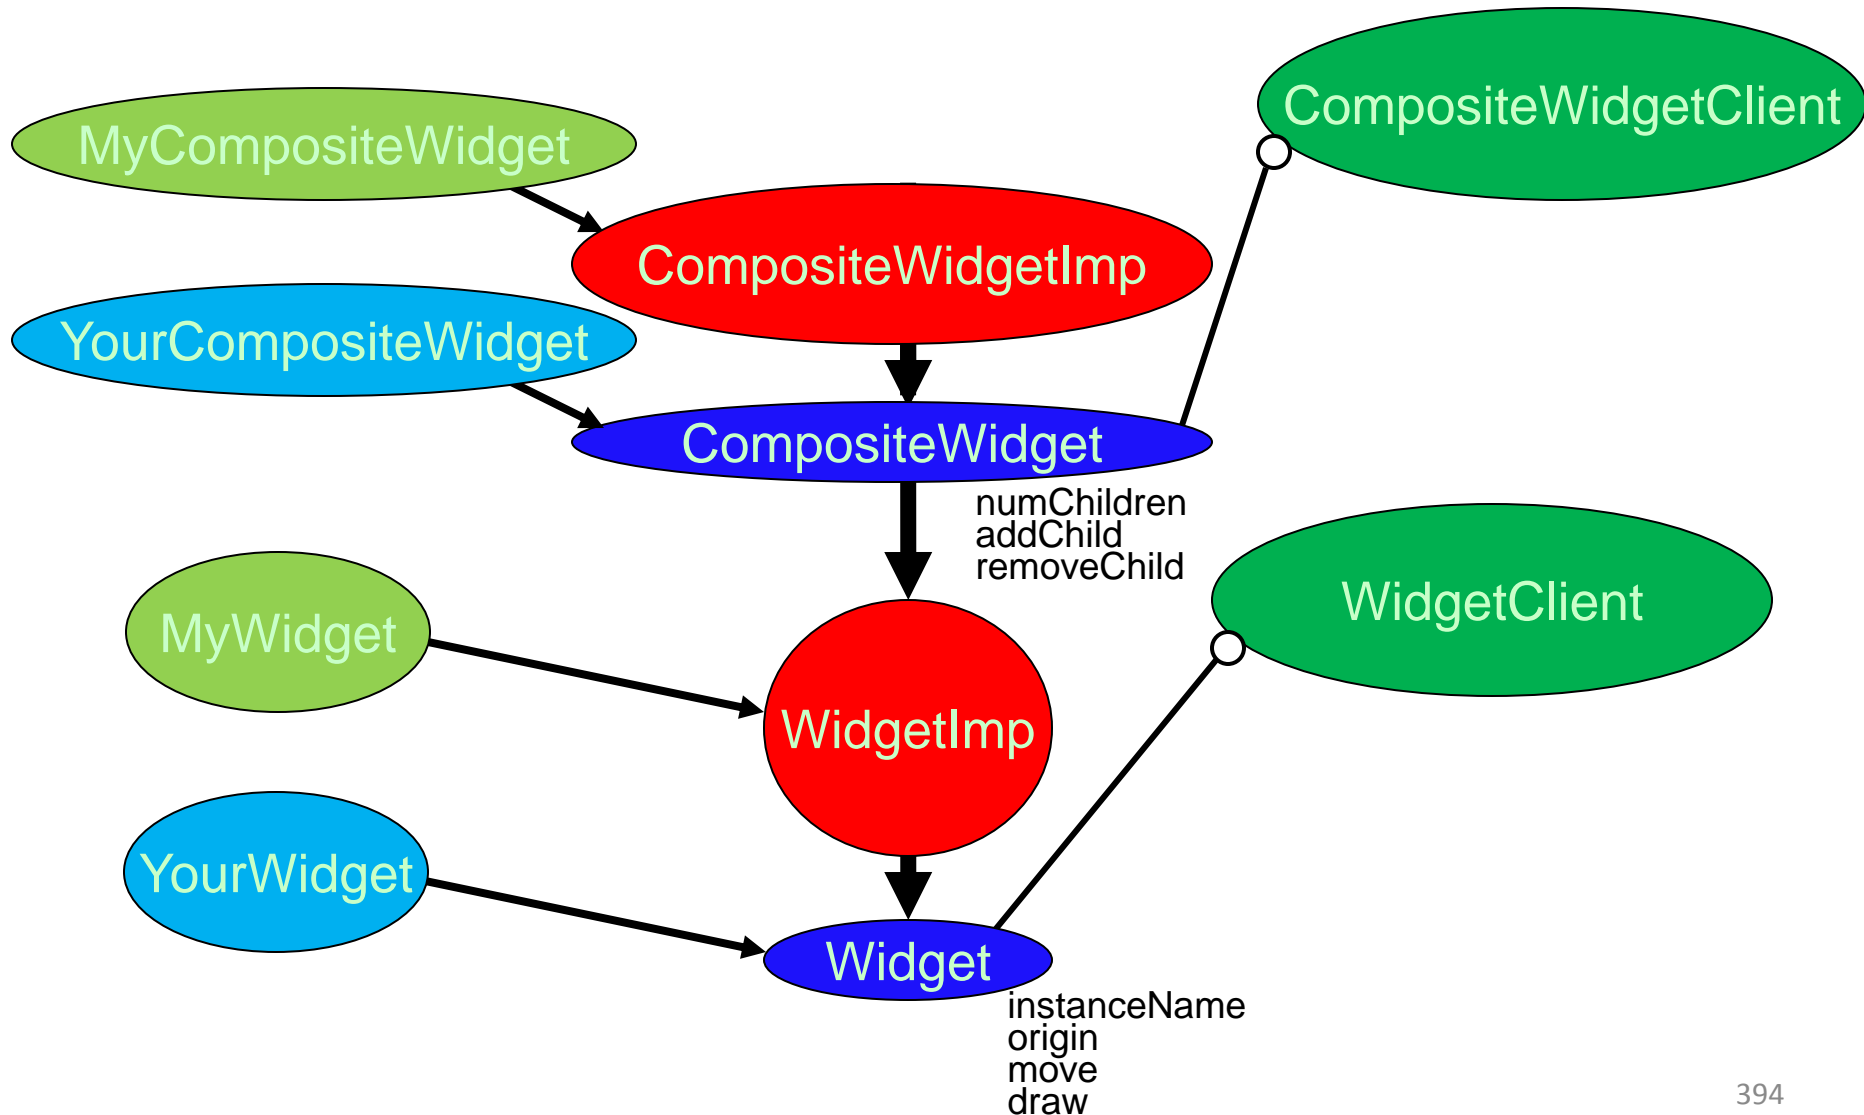 CompositeWidgetClient
MyCompositeWidget
CompositeWidgetImp
YourCompositeWidget
CompositeWidget
numChildren
addChild
removeChild
WidgetClient
MyWidget
WidgetImp
YourWidget
Widget
instanceName
origin
move
draw
394